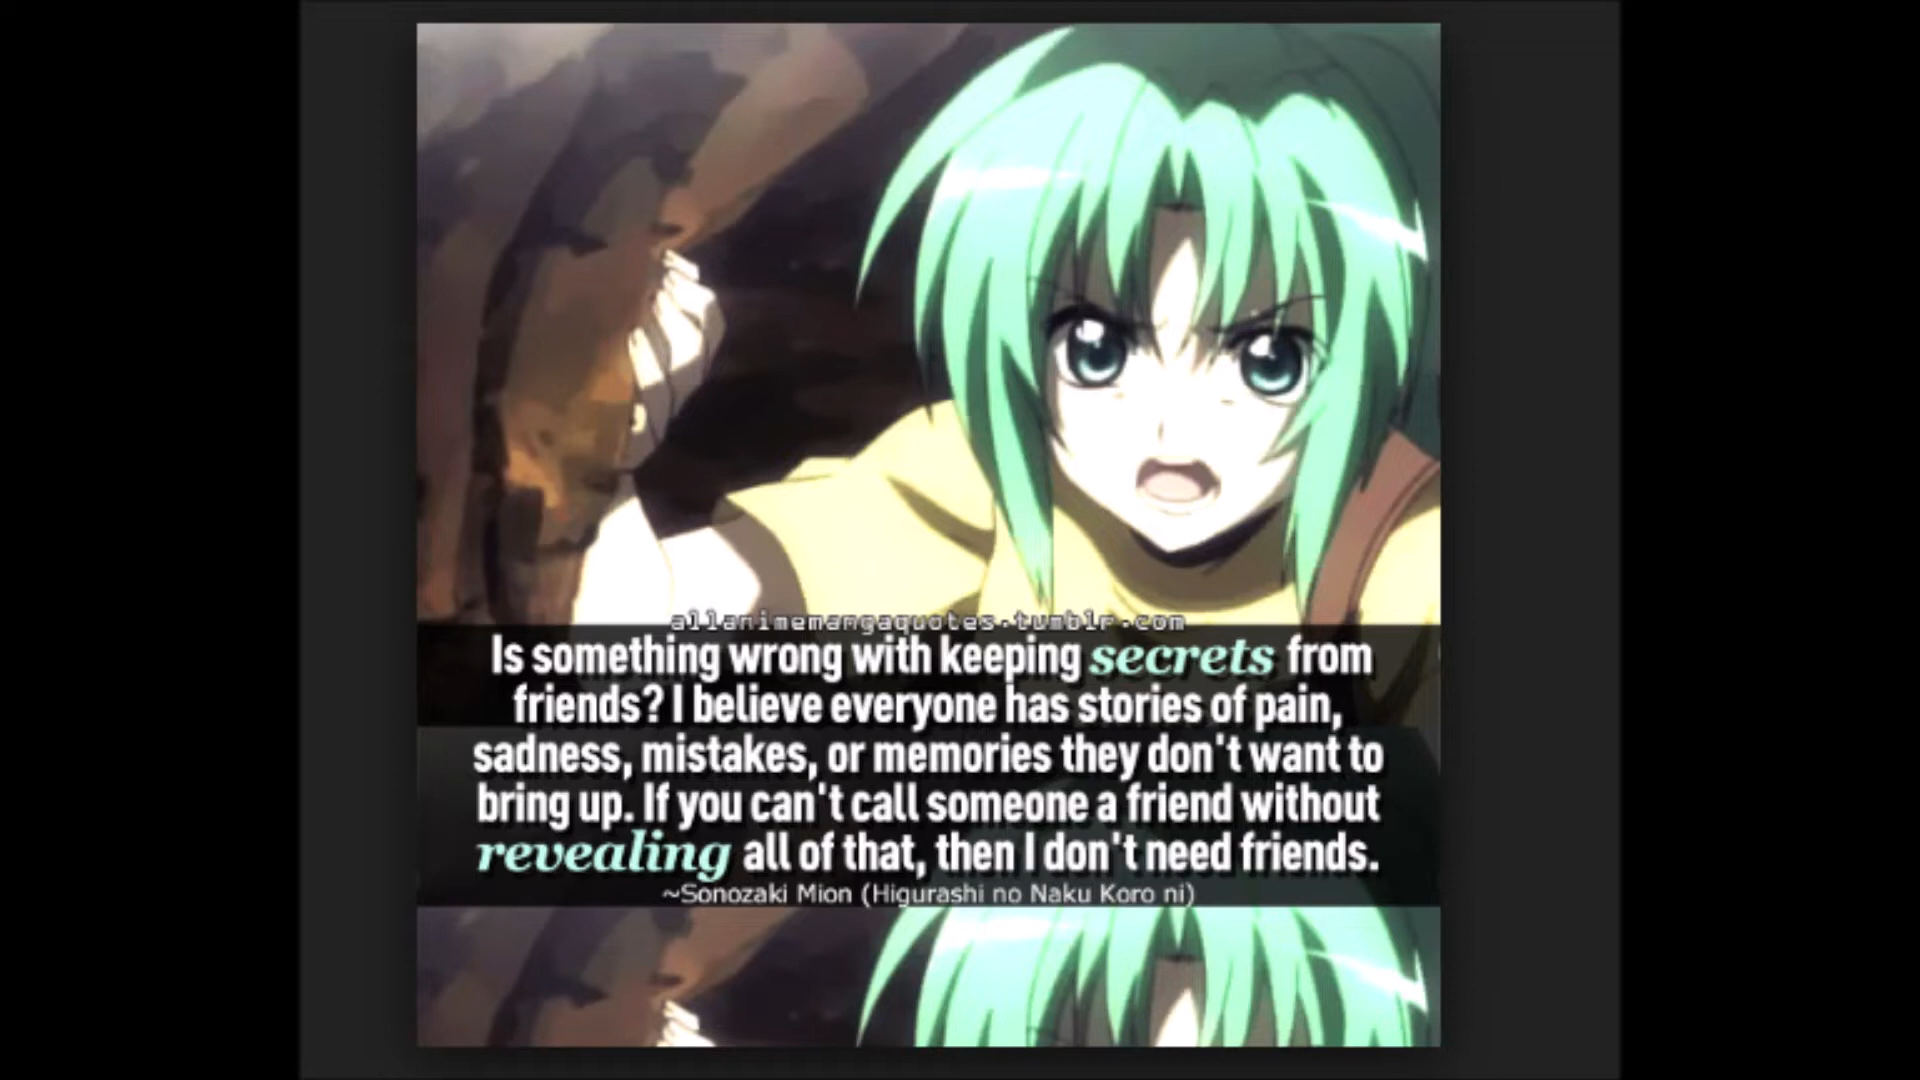 allanimemangaquotes.tumblr.com
Is something wrong with keeping secrets from
friends? I believe everyone has stories of pain,
sadness, mistakes, or memories they don't want to
bring up. If you can't call someone a friend without
revealing all of that, then I don't need friends.
~Sonozaki Mion (Higurashi no Naku Koro ni)